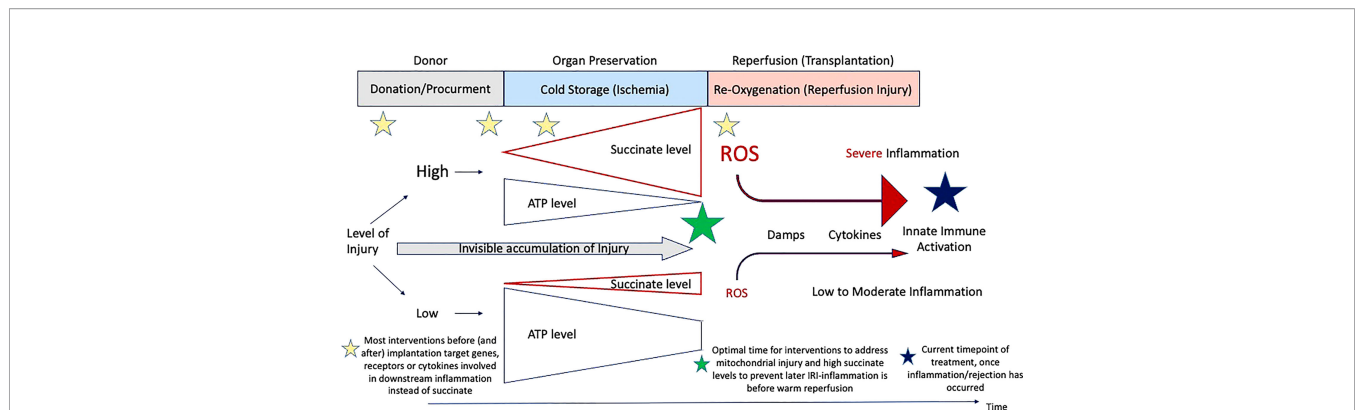 Donor
Organ Preservation
Reperfusion (Transplantation)
Donation/Procurment
Cold Storage (Ischemia)
Re-Oxygenation (Reperfusion Injury)
Succinate level
ROS
Severe Inflammation
High
ATP level
Level of
Injury
Invisible accumulation of Injury
Damps
Cytokines
Innate Immune
Activation
Succinate level
ROS
Low to Moderate Inflammation
Low
ATP level
Most interventions before (and
after) implantation target genes,
receptors or cytokines involved
in downstream inflammation
instead of succinate
Optimal time for interventions to address
mitochondrial injury and high succinate
levels to prevent later IRI-inflammation is
before warm reperfusion
Current timepoint of
treatment, once
inflammation/rejection has
occurred
Time